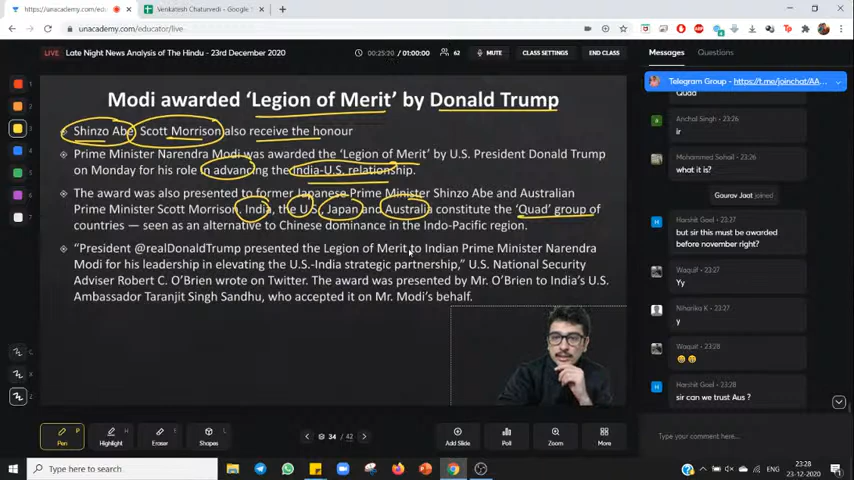 https://unacademy.com/edu
Venkatesh Chaturvedi - Google
unacademy.com/educator/live
LIVE Late Night News Analysis of The Hindu - 23rd December 2020
00:25:20 / 01:00:00
62
MUTE
CLASS SETTINGS
END CLASS
Messages
Questions
1
2
3
4
5
6
7
Modi awarded ‘Legion of Merit’ by Donald Trump
Shinzo Abe, Scott Morrison also receive the honour
Prime Minister Narendra Modi was awarded the ‘Legion of Merit’ by U.S. President Donald Trump
on Monday for his role in advancing the India-U.S. relationship.
The award was also presented to former Japanese Prime Minister Shinzo Abe and Australian
Prime Minister Scott Morrison. India, the U.S., Japan and Australia constitute the ‘Quad’ group of
countries — seen as an alternative to Chinese dominance in the Indo-Pacific region.
“President @realDonaldTrump presented the Legion of Merit to Indian Prime Minister Narendra
Modi for his leadership in elevating the U.S.-India strategic partnership,” U.S. National Security
Adviser Robert C. O’Brien wrote on Twitter. The award was presented by Mr. O’Brien to India’s U.S.
Ambassador Taranjit Singh Sandhu, who accepted it on Mr. Modi’s behalf.
Telegram Group - https://t.me/joinchat/AA...
Quad
Anchal Singh · 23:26
ir
Mohammed Sohail · 23:26
what it is?
Gaurav Jaat joined
Harshit Goel 23:27
but sir this must be awarded
before november right?
Waquif · 23:27
Yy
Niharika K · 23:27
y
Waquif · 23:28
Harshit Goel · 23:28
sir can we trust Aus ?
Type your comment here...
Pen
P
Highlight
H
Eraser
E
Shapes
L
34 / 42
Add Slide
Poll
Zoom
More
Type here to search
ENG
23:28
23-12-2020